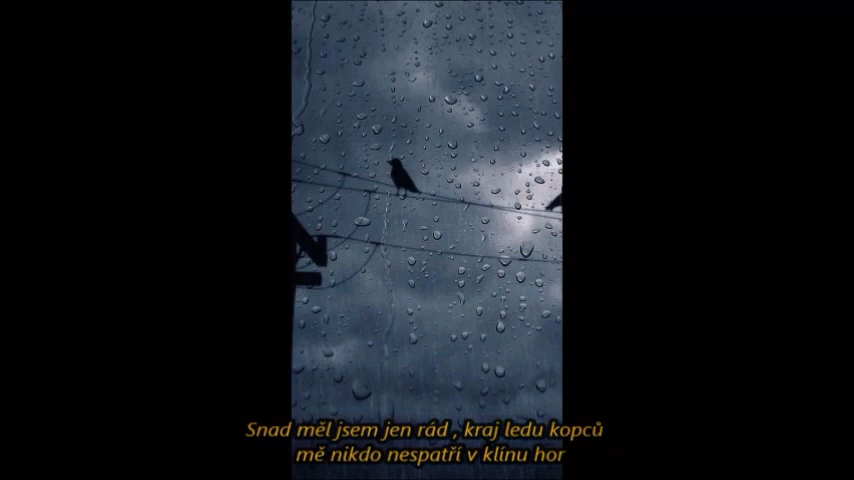 Snad měl jsem jen rád , kraj ledu kopců
mě nikdo nespatří v klínu hor